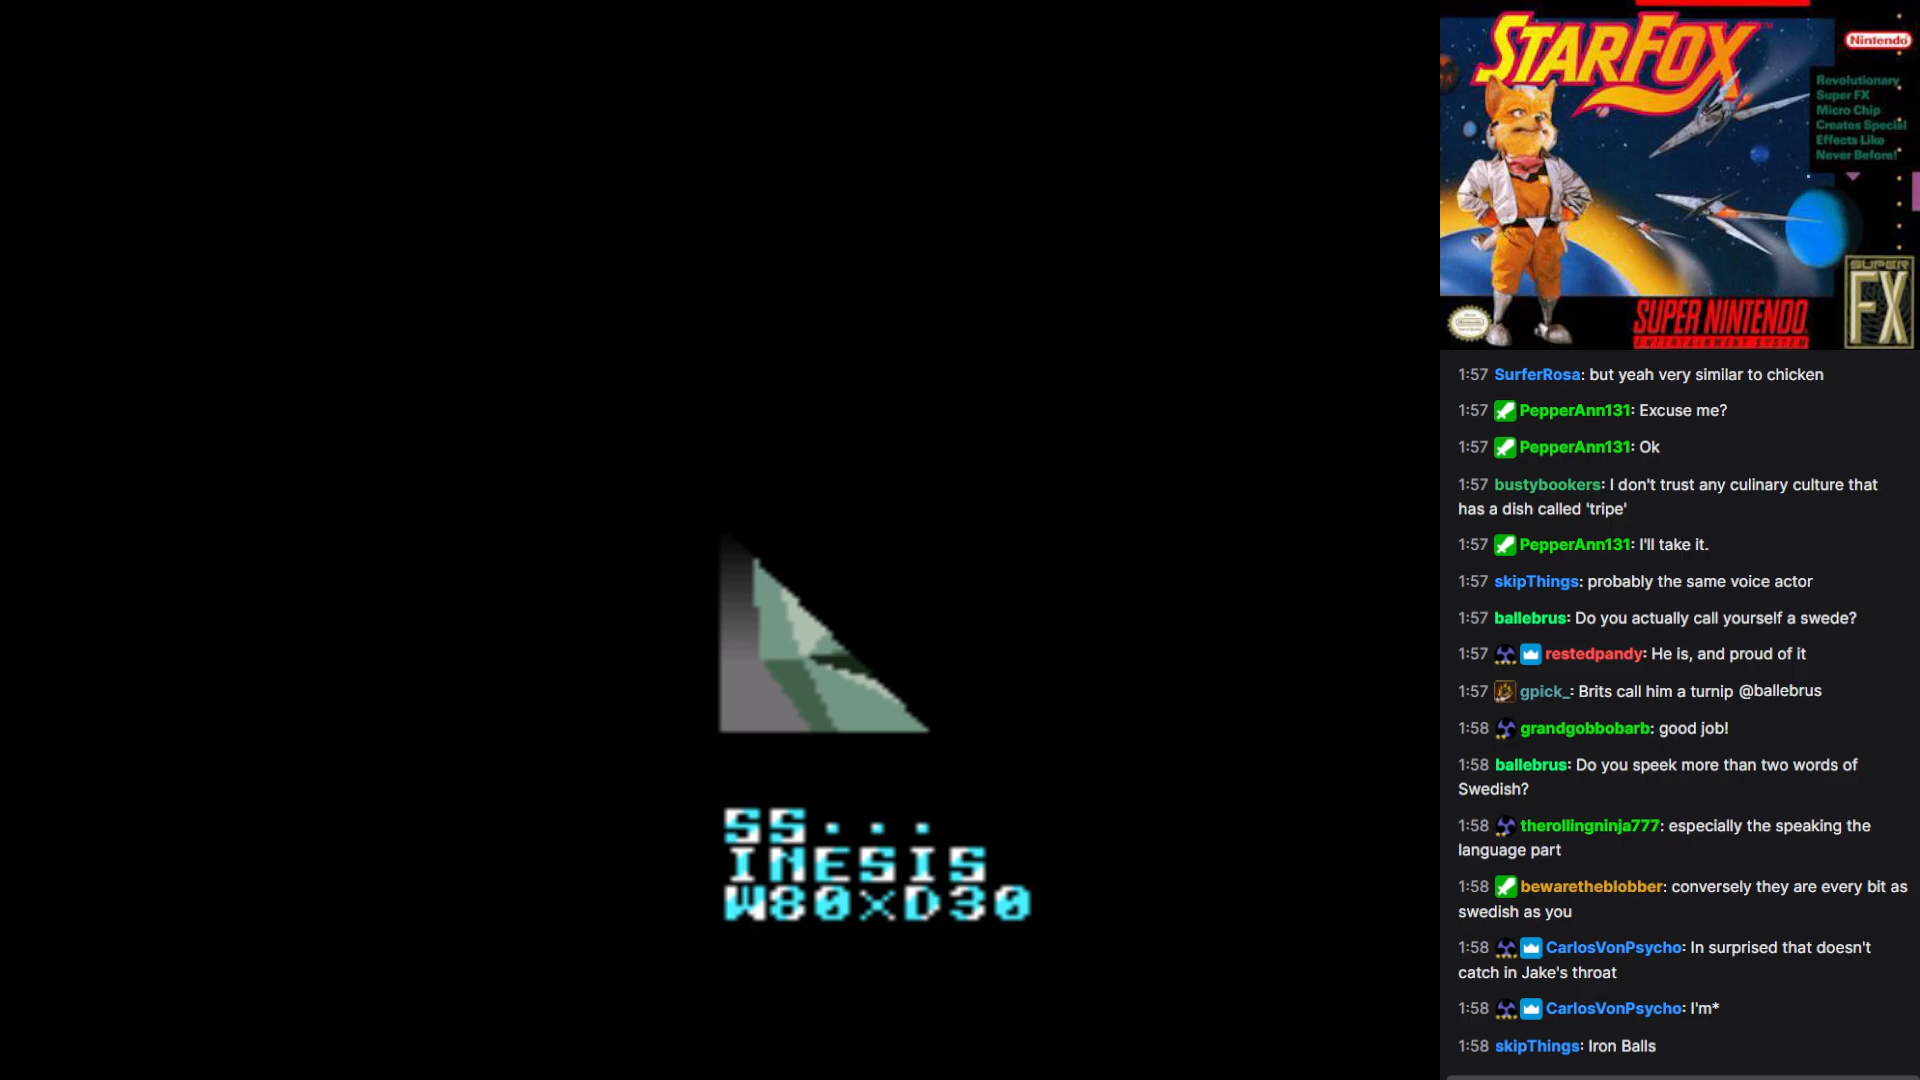 SS...
INESIS
W80×D30
STARFOX
TM
Nintendo
Revolutionary
Super FX
Micro Chip
Creates Special
Effects Like
Never Before!
SUPER
FX
SUPER NINTENDO
ENTERTAINMENT SYSTEM
1:57 SurferRosa: but yeah very similar to chicken
1:57 PepperAnn131: Excuse me?
1:57 PepperAnn131: Ok
1:57 bustybookers: I don't trust any culinary culture that
has a dish called 'tripe'
1:57 PepperAnn131: I'll take it.
1:57 skipThings: probably the same voice actor
1:57 ballebrus: Do you actually call yourself a swede?
1:57 restedpandy: He is, and proud of it
1:57 gpick_: Brits call him a turnip @ballebrus
1:58 grandgobbobarb: good job!
1:58 ballebrus: Do you speek more than two words of
Swedish?
1:58 therollingninja777: especially the speaking the
language part
1:58 bewaretheblobber: conversely they are every bit as
swedish as you
1:58 CarlosVonPsycho: In surprised that doesn't
catch in Jake's throat
1:58 CarlosVonPsycho: I'm*
1:58 skipThings: Iron Balls